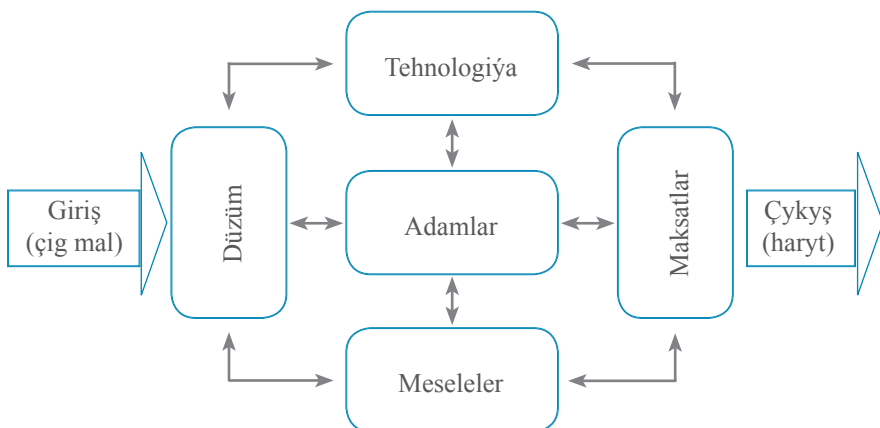 Tehnologiýa
Giriş
(çig mal)
Düzüm
Adamlar
Maksatlar
Çykyş
(haryt)
Meseleler